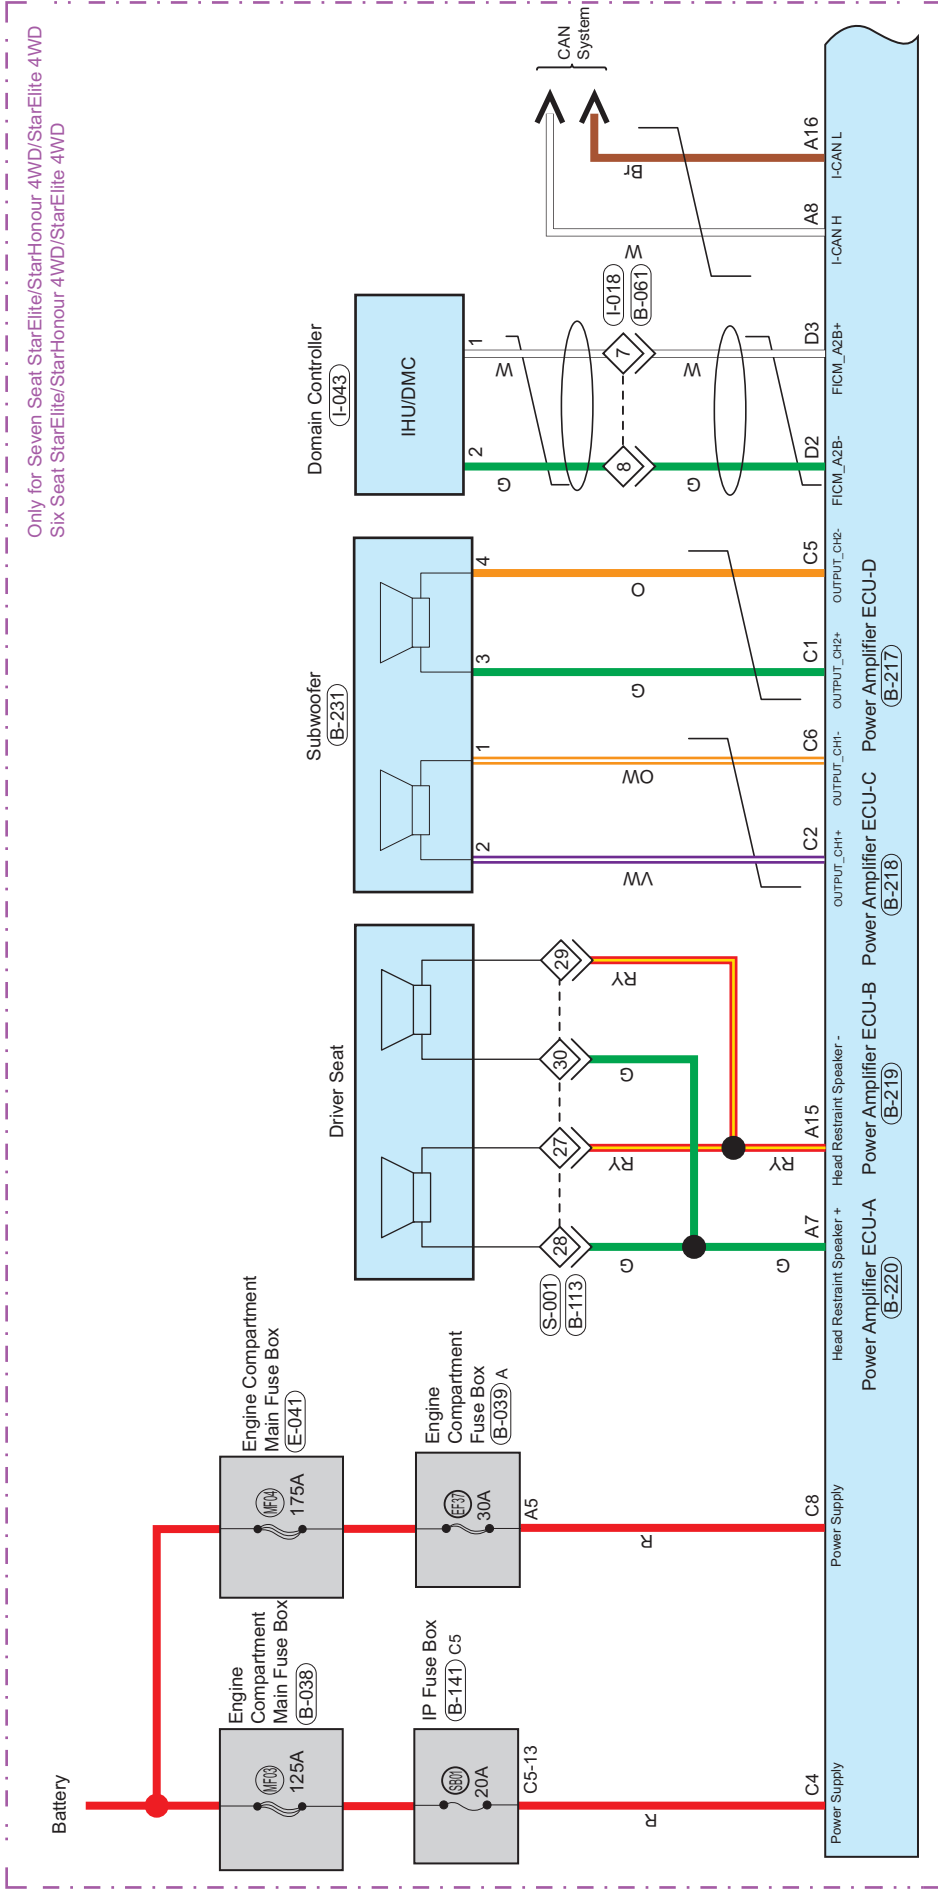 Only for Seven Seat StarElite/StarHonour 4WD/StarElite 4WD
Six Seat StarElite/StarHonour 4WD/StarElite 4WD
Battery
Engine
Compartment
Main Fuse Box
B-038
MF03
125A
Engine Compartment
Main Fuse Box
E-041
MF04
175A
IP Fuse Box
B-141 C5
SB01
20A
C5-13
Engine
Compartment
Fuse Box
B-039 A
EF37
30A
A5
R
R
C4
Power Supply
C8
Power Supply
Driver Seat
S-001
B-113
28
27
30
29
G
RY
G
RY
G
RY
A7
Head Restraint Speaker +
A15
Head Restraint Speaker -
Subwoofer
B-231
2
1
3
4
VW
OW
G
O
C2
OUTPUT_CH1+
C6
OUTPUT_CH1-
C1
OUTPUT_CH2+
C5
OUTPUT_CH2-
Domain Controller
I-043
IHU/DMC
2
1
G
W
8
7
I-018
B-061
G
W
D2
FICM_A2B-
D3
FICM_A2B+
CAN
System
W
Br
A8
I-CAN H
A16
I-CAN L
Power Amplifier ECU-A
B-220
Power Amplifier ECU-B
B-219
Power Amplifier ECU-C
B-218
Power Amplifier ECU-D
B-217